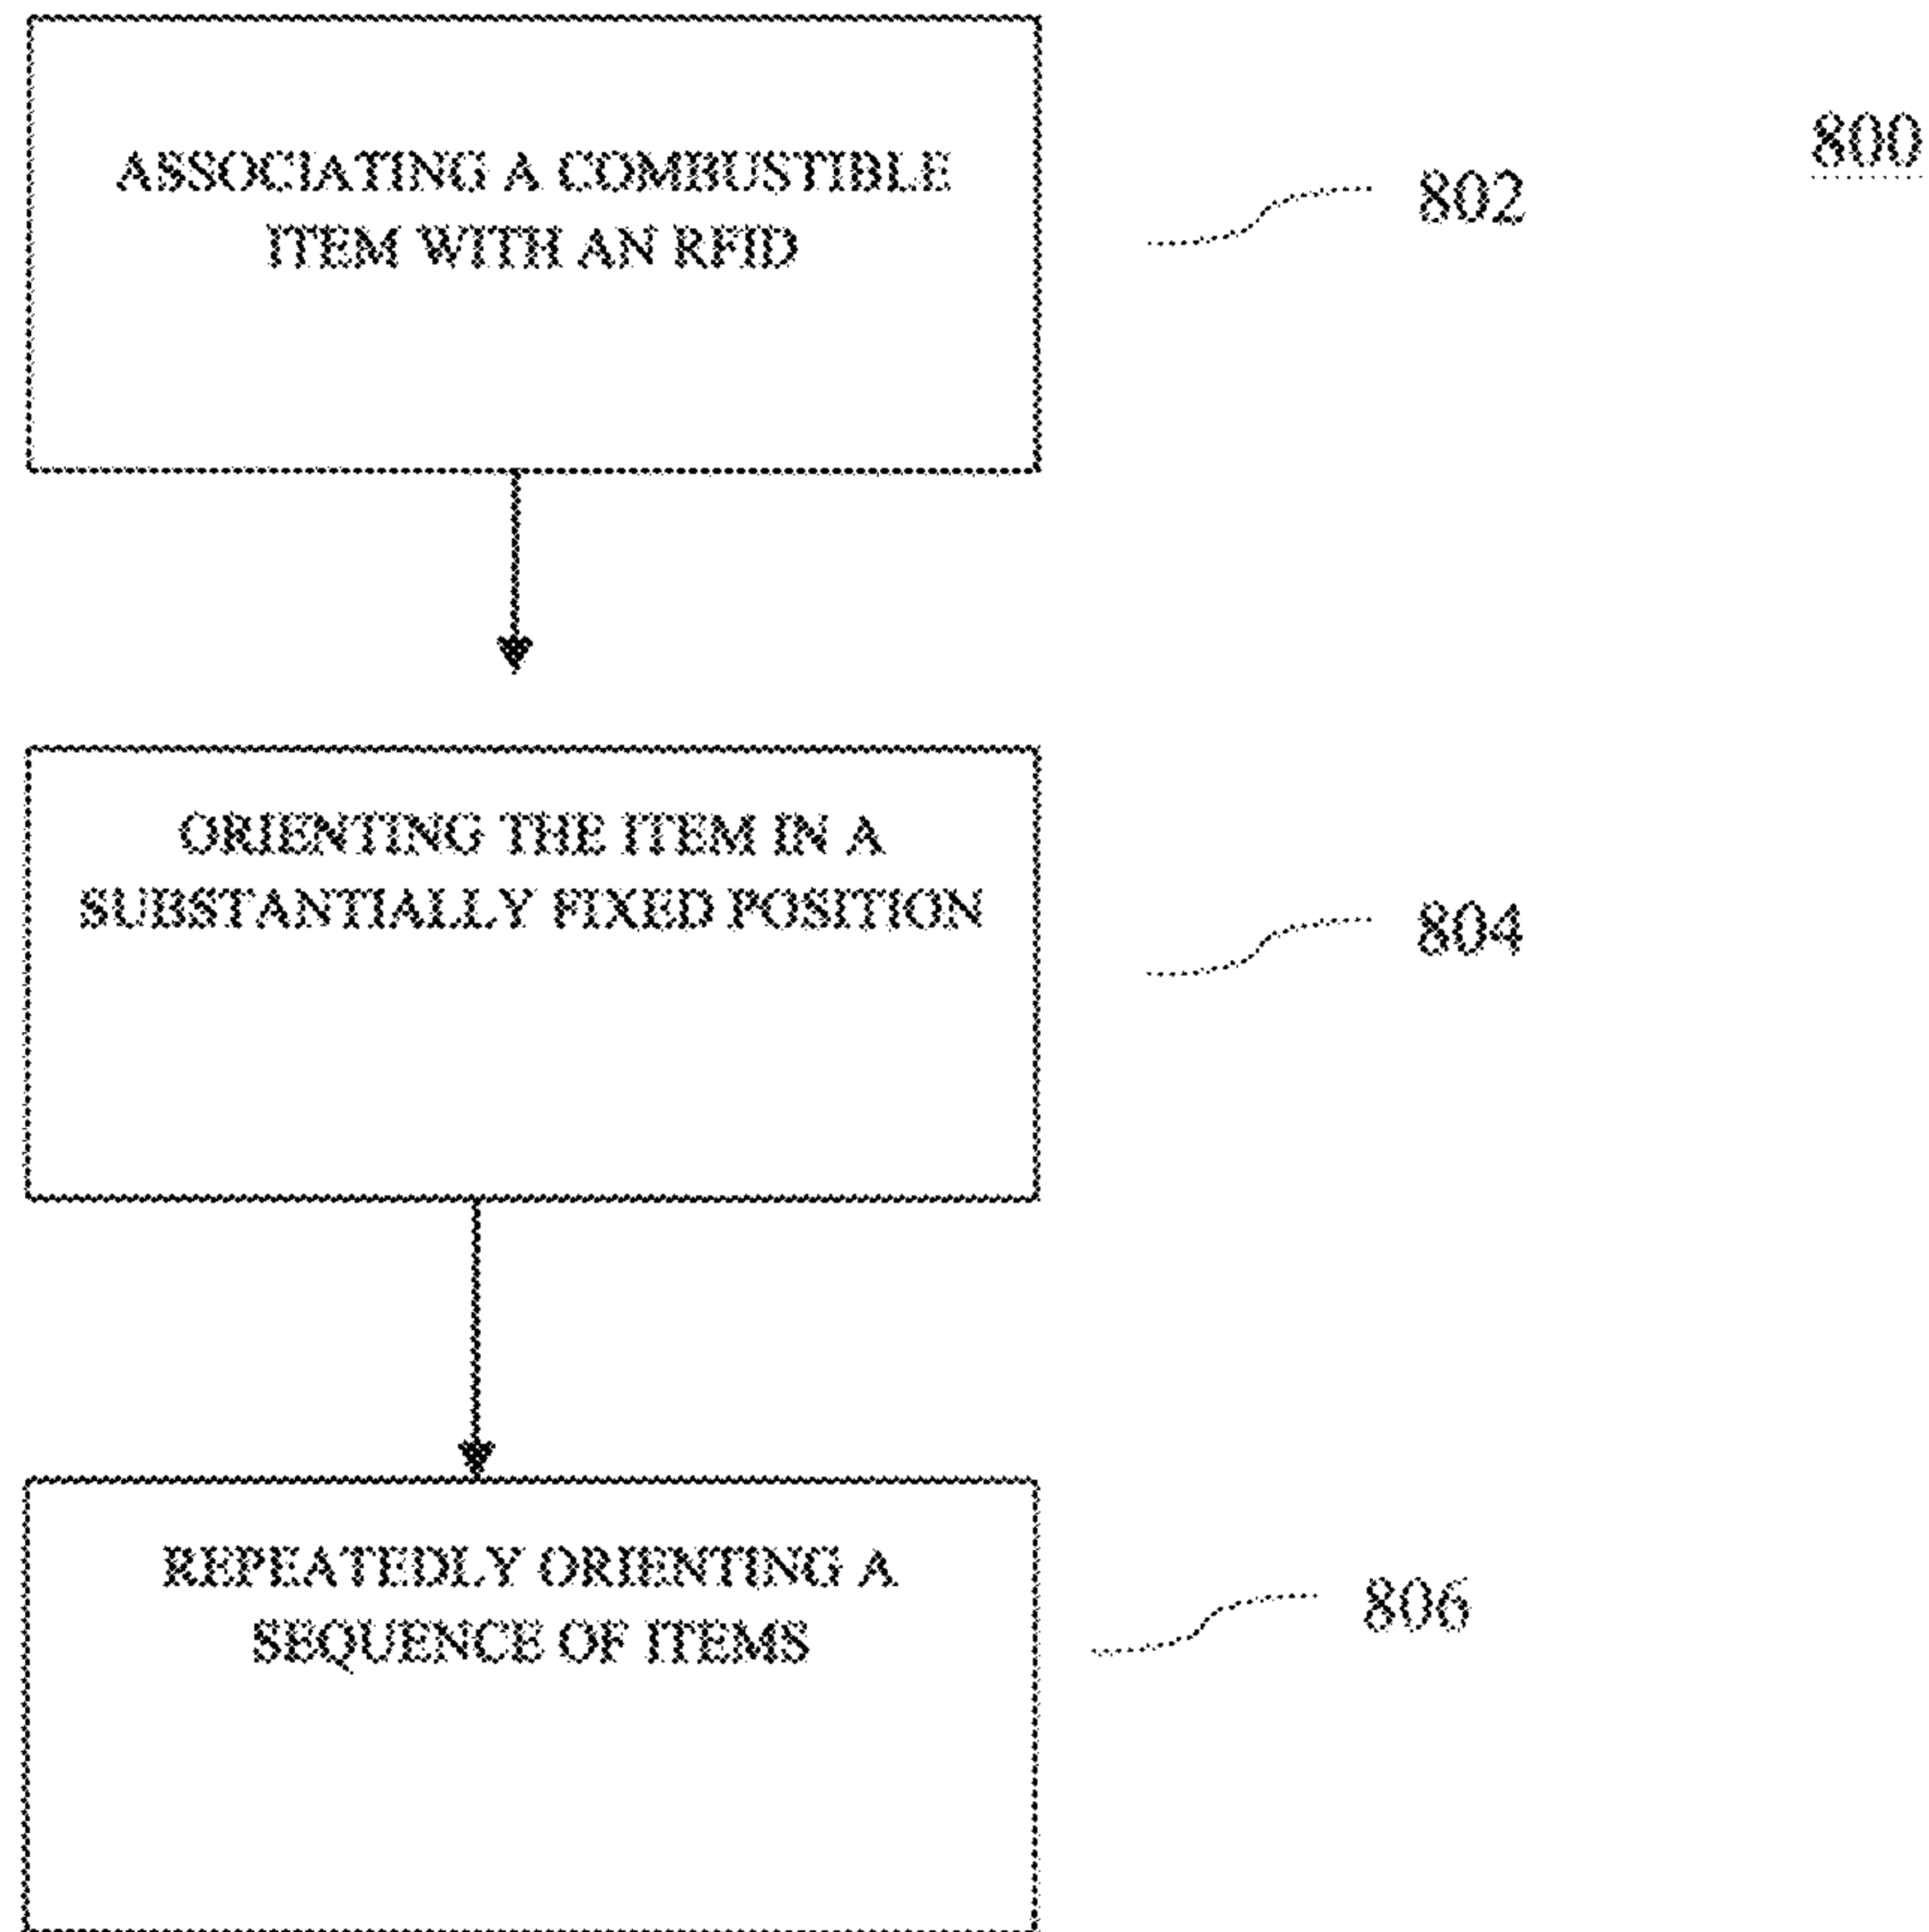 ASSOCIATING A COMBUSTIBLE
ITEM WITH AN RFID
802
800
ORIENTING THE ITEM IN A
SUBSTANTIALLY FIXED POSITION
804
REPEATEDLY ORIENTING A
SEQUENCE OF ITEMS
806